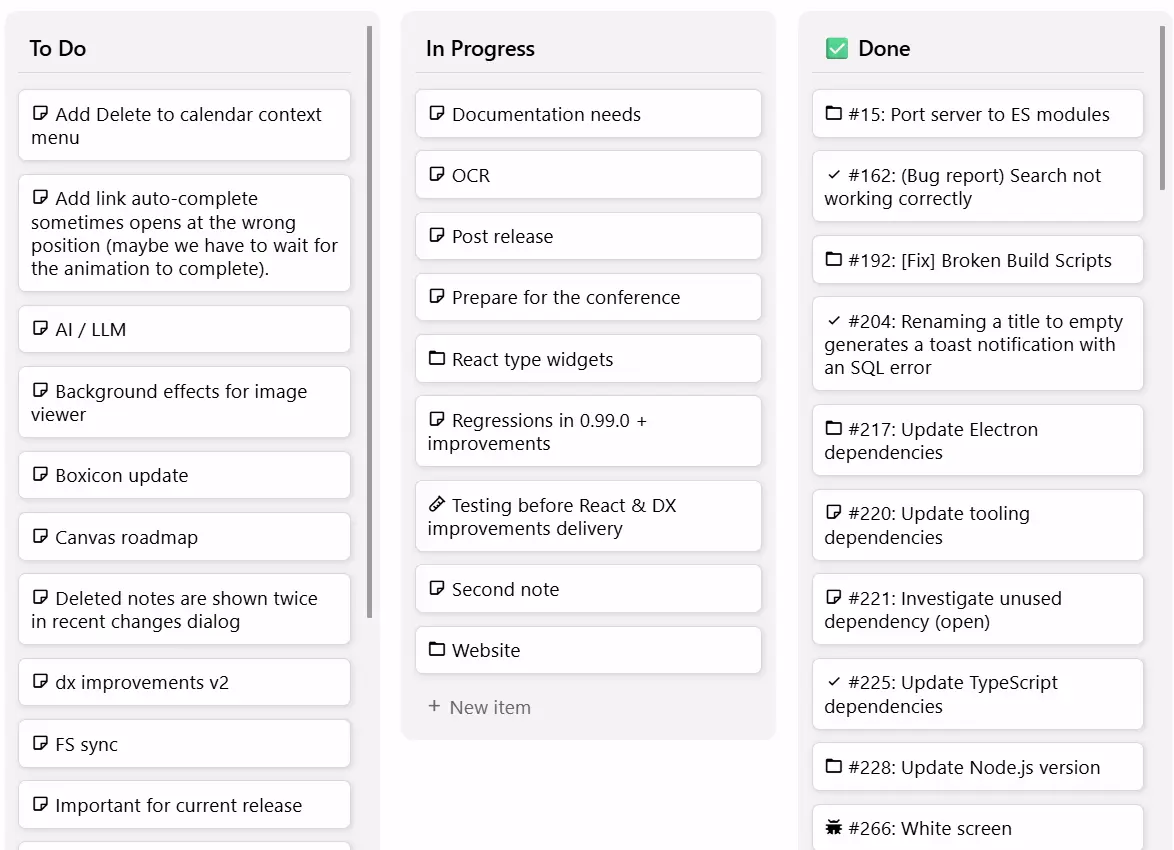 To Do
Add Delete to calendar context
menu
Add link auto-complete
sometimes opens at the wrong
position (maybe we have to wait for
the animation to complete).
AI / LLM
Background effects for image
viewer
Boxicon update
Canvas roadmap
Deleted notes are shown twice
in recent changes dialog
dx improvements v2
FS sync
Important for current release
In Progress
Documentation needs
OCR
Post release
Prepare for the conference
React type widgets
Regressions in 0.99.0 +
improvements
Testing before React & DX
improvements delivery
Second note
Website
+ New item
✅ Done
#15: Port server to ES modules
#162: (Bug report) Search not
working correctly
#192: [Fix] Broken Build Scripts
#204: Renaming a title to empty
generates a toast notification with
an SQL error
#217: Update Electron
dependencies
#220: Update tooling
dependencies
#221: Investigate unused
dependency (open)
#225: Update TypeScript
dependencies
#228: Update Node.js version
#266: White screen